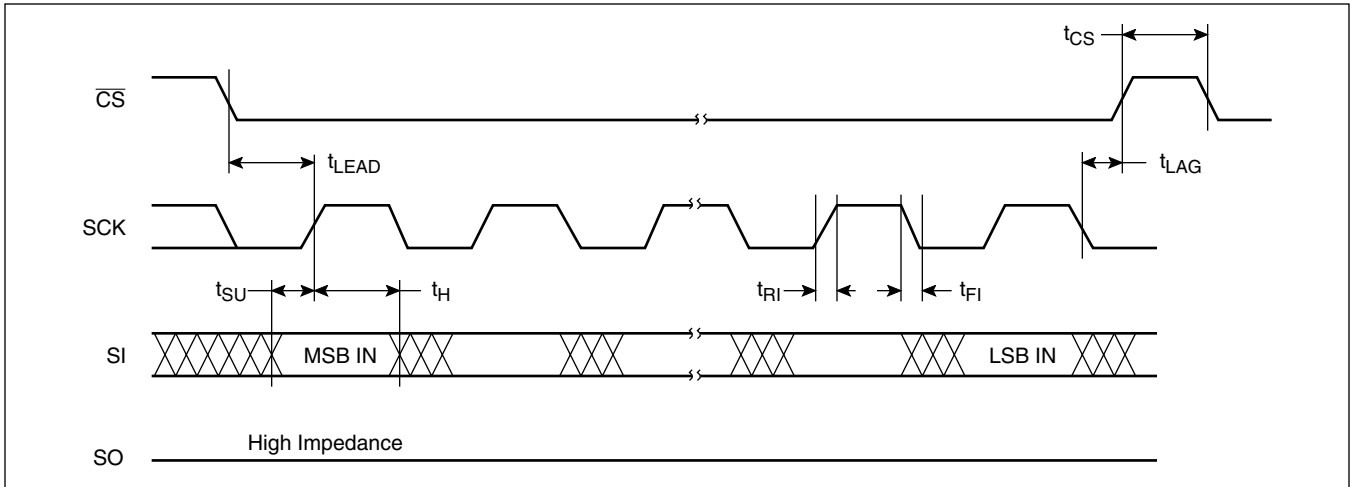 tCS
CS
tLEAD
tLAG
SCK
tSU
tH
tRI
tFI
SI
MSB IN
LSB IN
High Impedance
SO